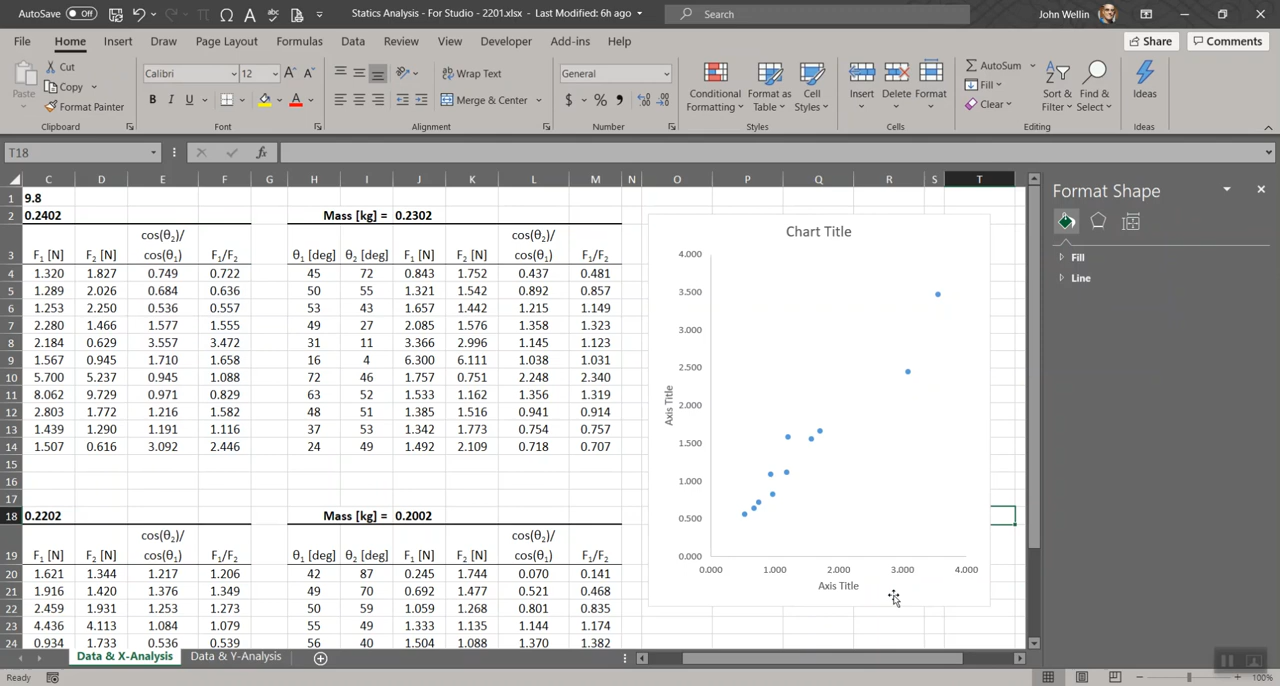 AutoSave Off Statics Analysis - For Studio - 2201.xlsx - Last Modified: 6h ago Search John Wellin
File Home Insert Draw Page Layout Formulas Data Review View Developer Add-ins Help Share Comments
Paste Cut Copy Format Painter Clipboard
Calibri 12 B I U A Font
Wrap Text Merge & Center Alignment
General $ % Number
Conditional Formatting Format as Table Cell Styles Styles
Insert Delete Format Cells
AutoSum Fill Clear Sort & Filter Find & Select Editing
Ideas Ideas
T18 fx
C D E F G H I J K L M N O P Q R S T
1 9.8
2 0.2402 Mass [kg] = 0.2302
cos(θ₂)/ cos(θ₂)/
3 F₁ [N] F₂ [N] cos(θ₁) F₁/F₂ θ₁ [deg] θ₂ [deg] F₁ [N] F₂ [N] cos(θ₁) F₁/F₂
4 1.320 1.827 0.749 0.722 45 72 0.843 1.752 0.437 0.481
5 1.289 2.026 0.684 0.636 50 55 1.321 1.542 0.892 0.857
6 1.253 2.250 0.536 0.557 53 43 1.657 1.442 1.215 1.149
7 2.280 1.466 1.577 1.555 49 27 2.085 1.576 1.358 1.323
8 2.184 0.629 3.557 3.472 31 11 3.366 2.996 1.145 1.123
9 1.567 0.945 1.710 1.658 16 4 6.300 6.111 1.038 1.031
10 5.700 5.237 0.945 1.088 72 46 1.757 0.751 2.248 2.340
11 8.062 9.729 0.971 0.829 63 52 1.533 1.162 1.356 1.319
12 2.803 1.772 1.216 1.582 48 51 1.385 1.516 0.941 0.914
13 1.439 1.290 1.191 1.116 37 53 1.342 1.773 0.754 0.757
14 1.507 0.616 3.092 2.446 24 49 1.492 2.109 0.718 0.707
15
16
17
18 0.2202 Mass [kg] = 0.2002
cos(θ₂)/ cos(θ₂)/
19 F₁ [N] F₂ [N] cos(θ₁) F₁/F₂ θ₁ [deg] θ₂ [deg] F₁ [N] F₂ [N] cos(θ₁) F₁/F₂
20 1.621 1.344 1.217 1.206 42 87 0.245 1.744 0.070 0.141
21 1.916 1.420 1.376 1.349 49 70 0.692 1.477 0.521 0.468
22 2.459 1.931 1.253 1.273 50 59 1.059 1.268 0.801 0.835
23 4.436 4.113 1.084 1.079 55 49 1.333 1.135 1.144 1.174
24 0.934 1.733 0.536 0.539 56 40 1.504 1.088 1.370 1.382
Chart Title
4.000
3.500
3.000
2.500
2.000
1.500
1.000
0.500
0.000
Axis Title
0.000 1.000 2.000 3.000 4.000
Axis Title
Format Shape
Fill
Line
Data & X-Analysis Data & Y-Analysis
Ready 100%